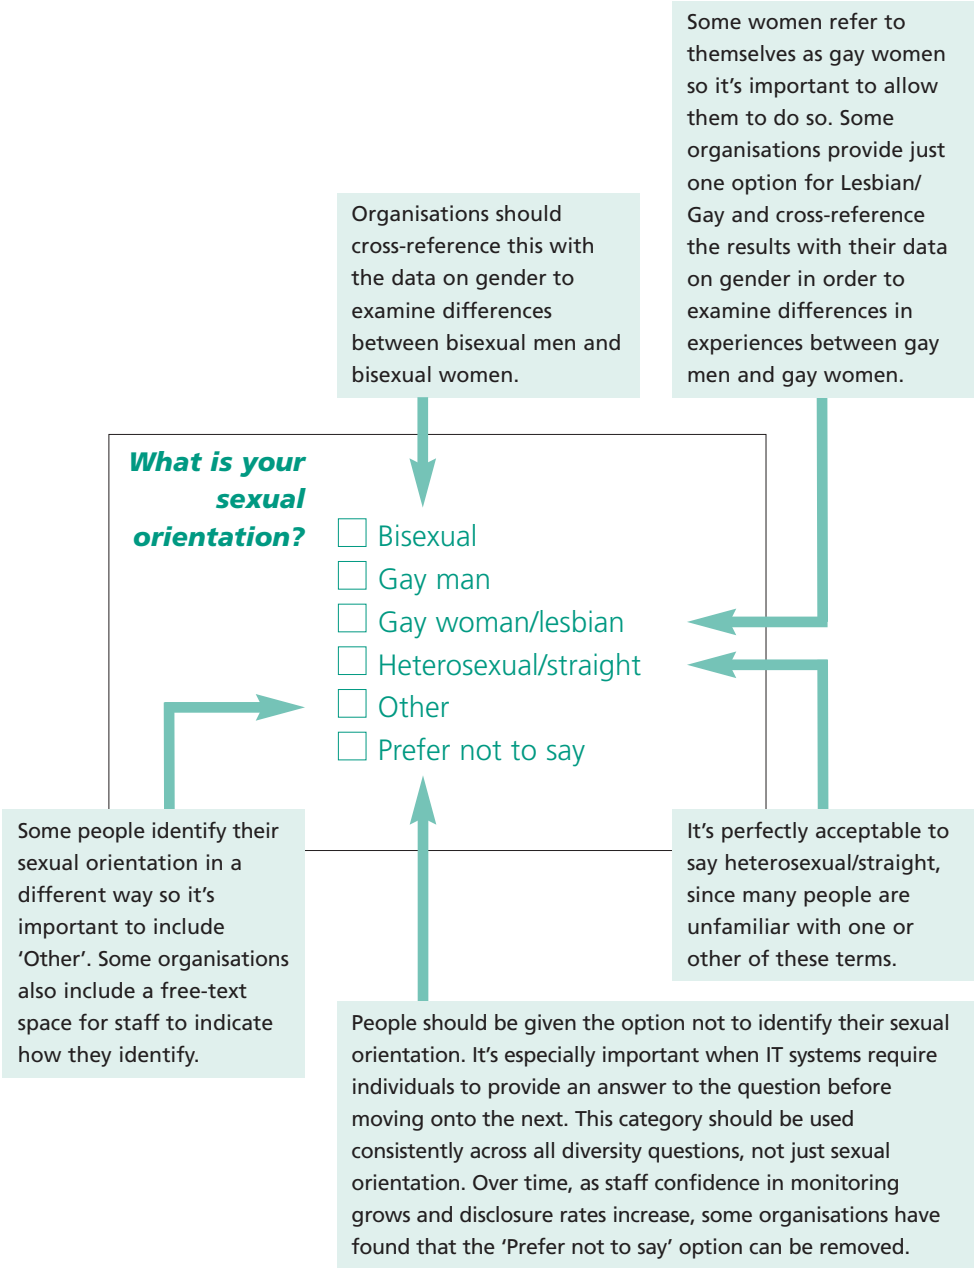 Some women refer to
themselves as gay women
so it's important to allow
them to do so. Some
organisations provide just
one option for Lesbian/
Gay and cross-reference
the results with their data
on gender in order to
examine differences in
experiences between gay
men and gay women.
Organisations should
cross-reference this with
the data on gender to
examine differences
between bisexual men and
bisexual women.
What is your
sexual
orientation?
Bisexual
Gay man
Gay woman/lesbian
Heterosexual/straight
Other
Prefer not to say
Some people identify their
sexual orientation in a
different way so it's
important to include
‘Other’. Some organisations
also include a free-text
space for staff to indicate
how they identify.
It's perfectly acceptable to
say heterosexual/straight,
since many people are
unfamiliar with one or
other of these terms.
People should be given the option not to identify their sexual
orientation. It's especially important when IT systems require
individuals to provide an answer to the question before
moving onto the next. This category should be used
consistently across all diversity questions, not just sexual
orientation. Over time, as staff confidence in monitoring
grows and disclosure rates increase, some organisations have
found that the ‘Prefer not to say’ option can be removed.